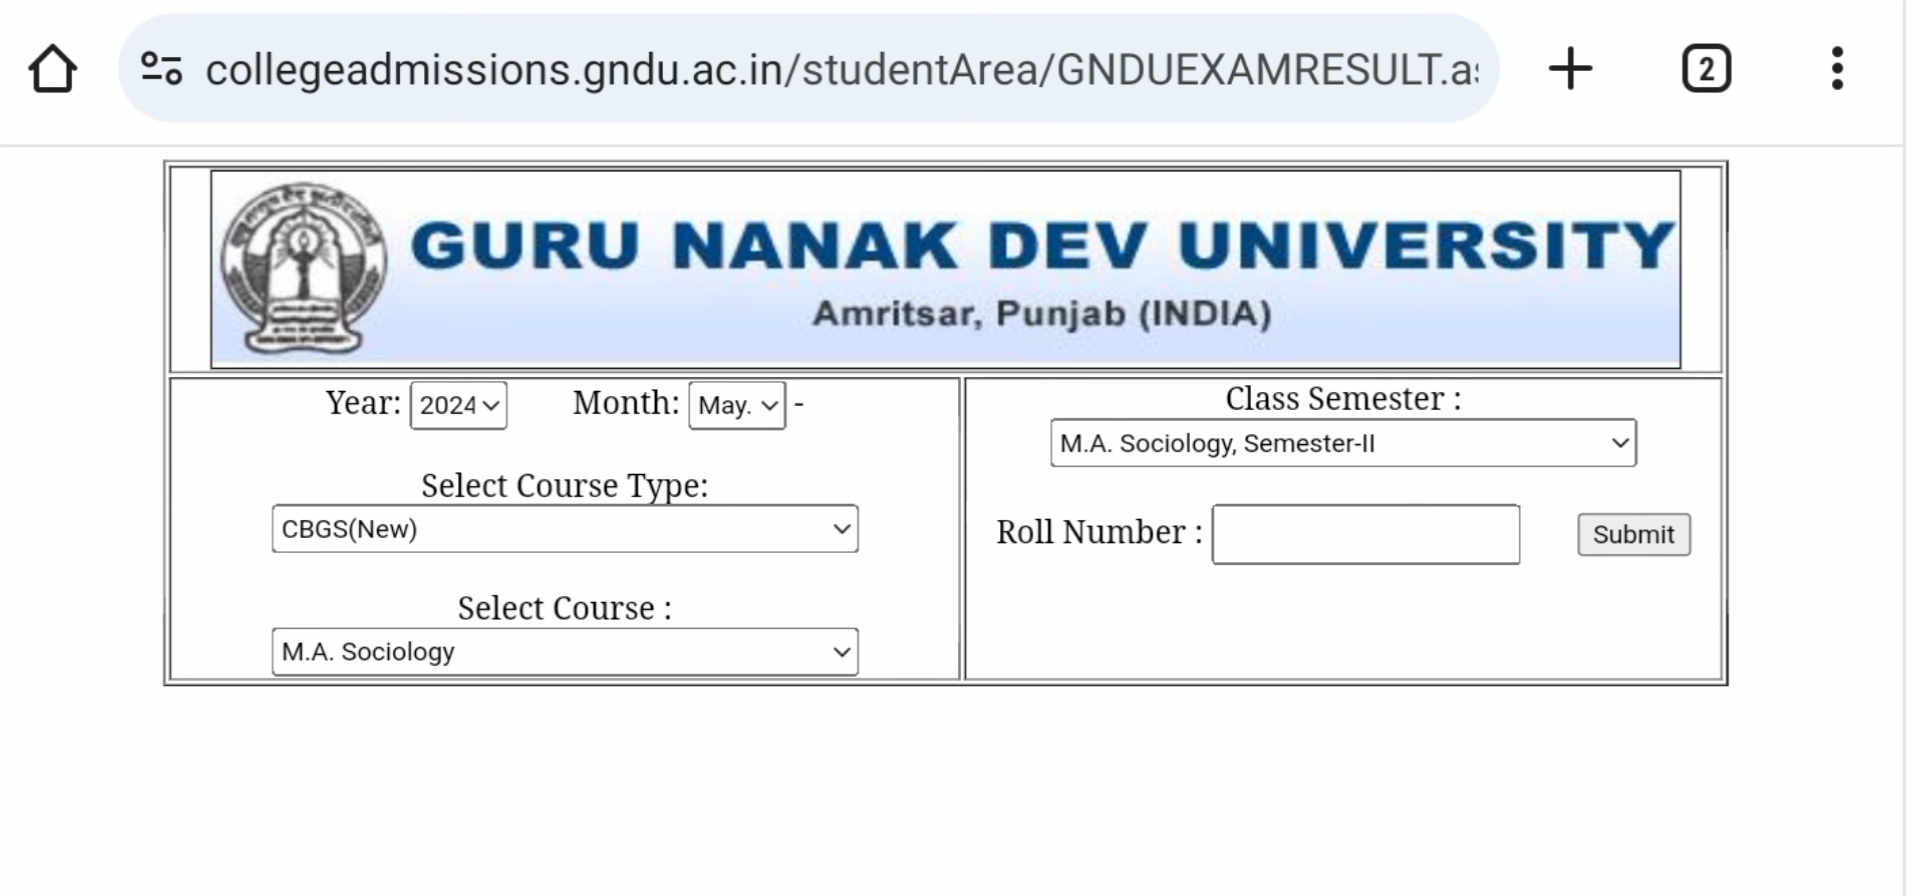 collegeadmissions.gndu.ac.in/studentArea/GNDUEXAMRESULT.as
2
GURU NANAK DEV UNIVERSITY
Amritsar, Punjab (INDIA)
Year: 2024 Month: May. -
Select Course Type:
CBGS(New)
Select Course :
M.A. Sociology
Class Semester :
M.A. Sociology, Semester-II
Roll Number : Submit